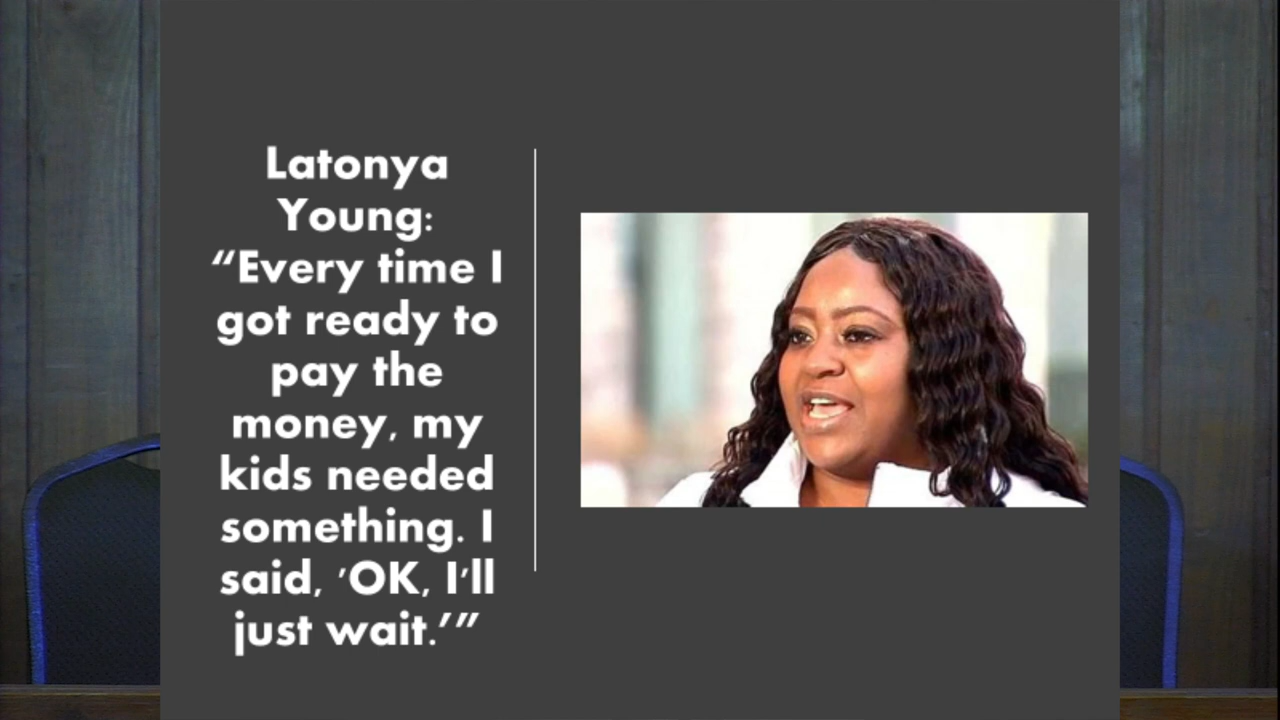 Latonya
Young:
“Every time I
got ready to
pay the
money, my
kids needed
something. I
said, ′OK, I′ll
just wait.′”